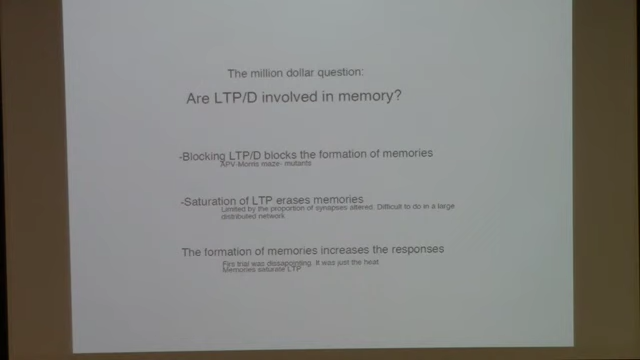 The million dollar question:
Are LTP/D involved in memory?
-Blocking LTP/D blocks the formation of memories
APV-Morris maze- mutants
-Saturation of LTP erases memories
Limited by the proportion of synapses altered. Difficult to do in a large
distributed network
The formation of memories increases the responses
Firs that was dissapointing. It was just the heat
Memories saturate LTP